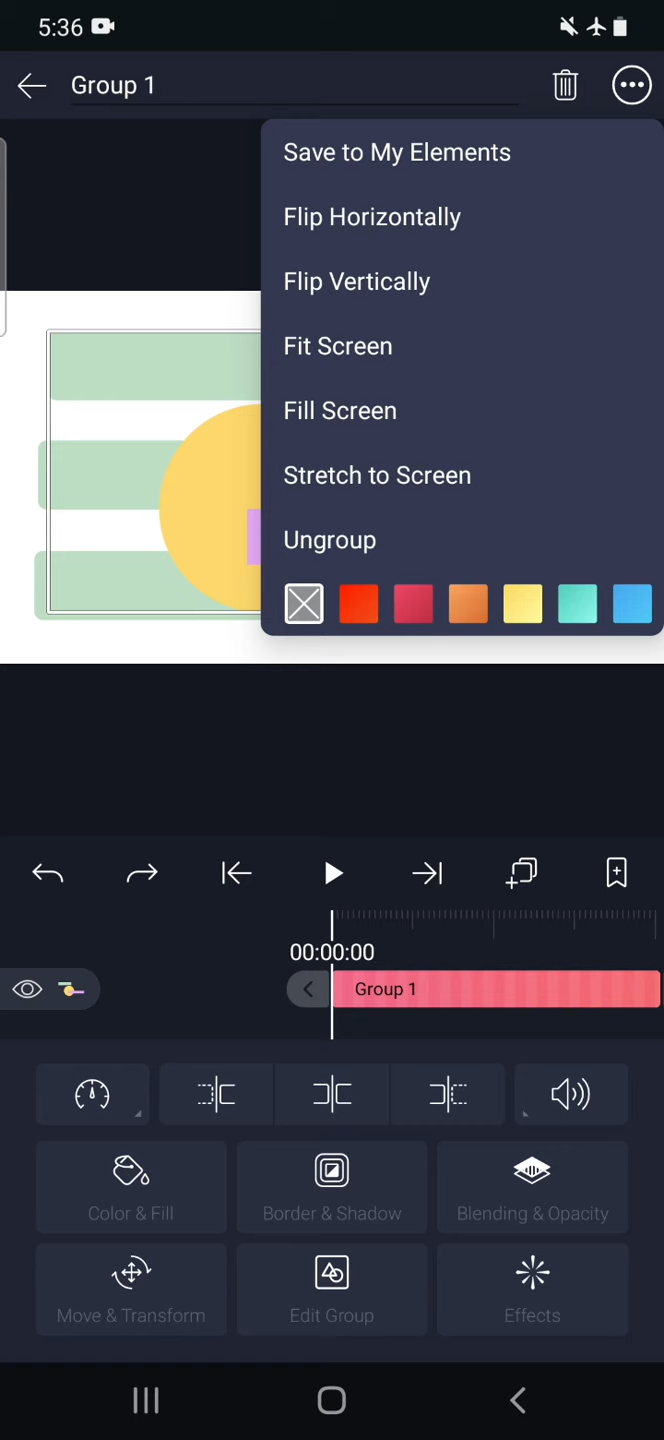 5:36
Group 1
Save to My Elements
Flip Horizontally
Flip Vertically
Fit Screen
Fill Screen
Stretch to Screen
Ungroup
00:00:00
Group 1
Color & Fill
Border & Shadow
Blending & Opacity
Move & Transform
Edit Group
Effects